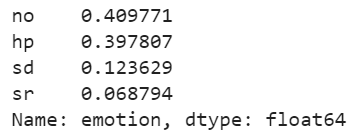 no    0.409771
hp    0.397807
sd    0.123629
sr    0.068794
Name: emotion, dtype: float64